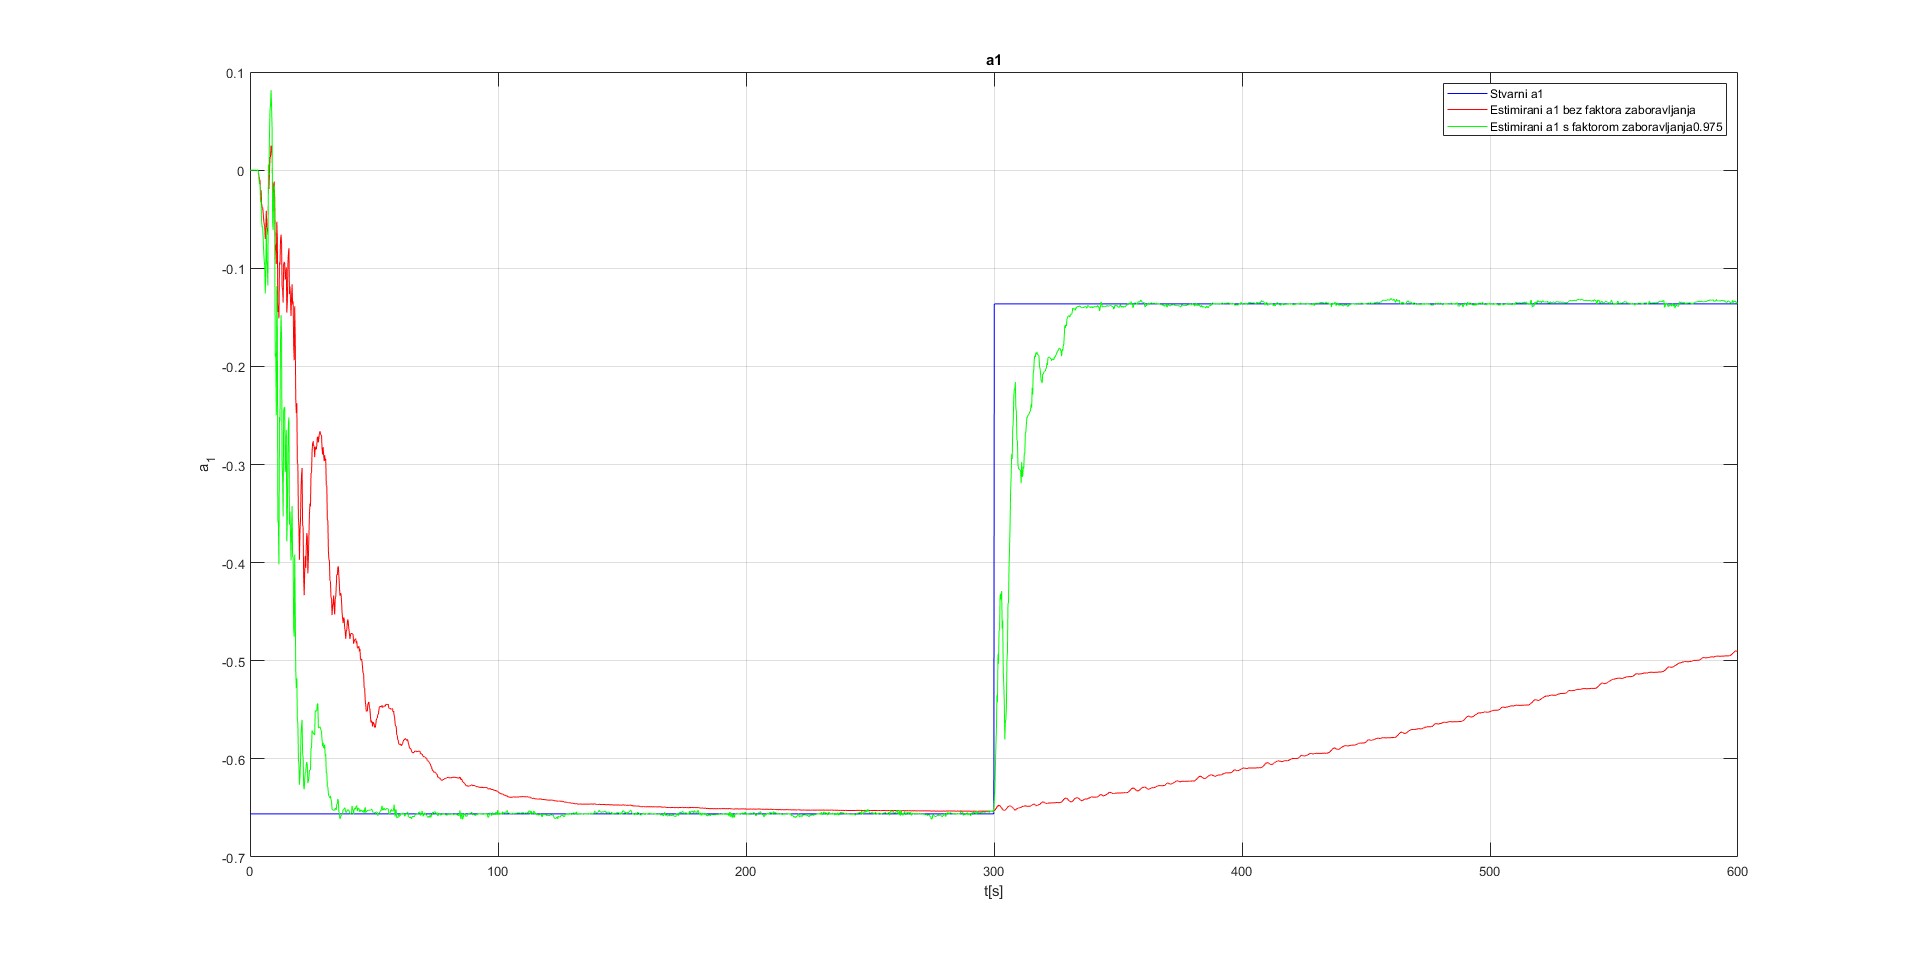 a1
0.1
0
-0.1
-0.2
-0.3
-0.4
-0.5
-0.6
-0.7
a1
0
100
200
300
400
500
600
t[s]
Stvarni a1
Estimirani a1 bez faktora zaboravljanja
Estimirani a1 s faktorom zaboravljanja0.975